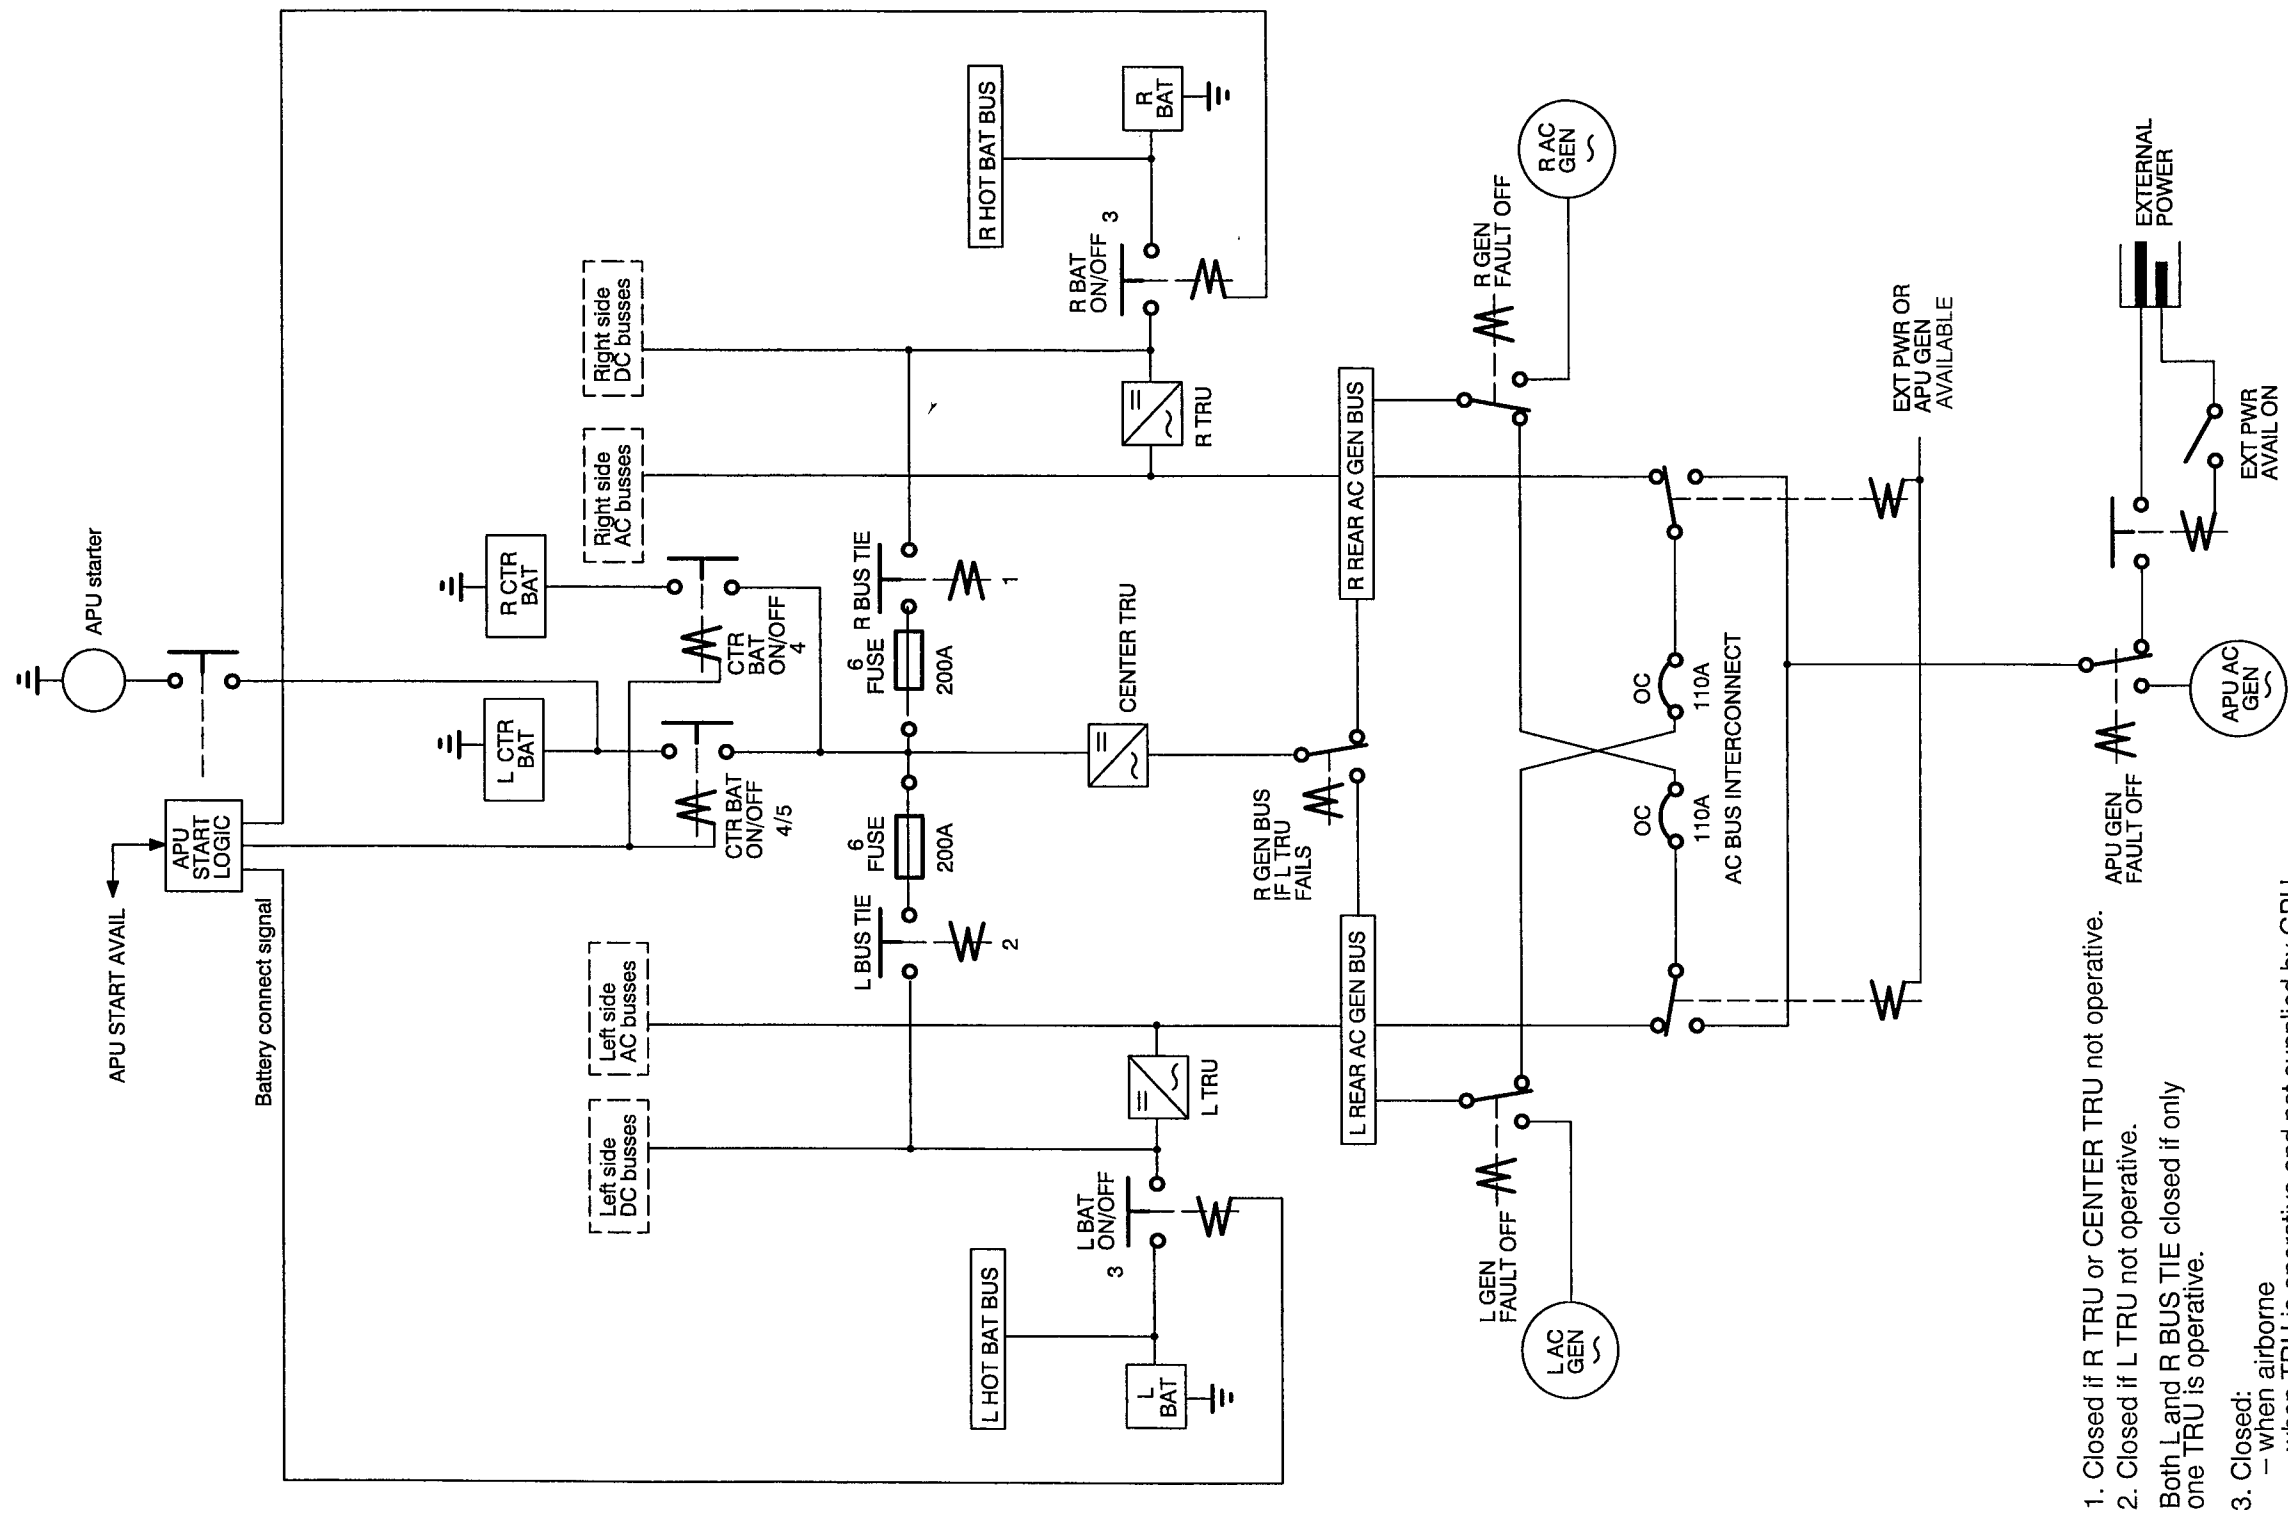 APU starter
APU START AVAIL
APU
START
LOGIC
Battery connect signal
L CTR
BAT
R CTR
BAT
CTR BAT
ON/OFF
4/5
CTR
BAT
ON/OFF
4
Left side
DC busses
Left side
AC busses
Right side
AC busses
Right side
DC busses
L BUS TIE
2
6
FUSE
200A
6
FUSE
200A
R BUS TIE
1
L HOT BAT BUS
R HOT BAT BUS
L
BAT
3
L BAT
ON/OFF
L TRU
CENTER TRU
R TRU
R BAT
ON/OFF
3
R
BAT
R GEN BUS
IF L TRU
FAILS
L REAR AC GEN BUS
R REAR AC GEN BUS
L GEN
FAULT OFF
R GEN
FAULT OFF
L AC
GEN
R AC
GEN
OC
110A
OC
110A
AC BUS INTERCONNECT
EXT PWR OR
APU GEN
AVAILABLE
APU GEN
FAULT OFF
APU AC
GEN
EXTERNAL
POWER
EXT PWR
AVAIL ON
1. Closed if R TRU or CENTER TRU not operative.
2. Closed if L TRU not operative.
Both L and R BUS TIE closed if only
one TRU is operative.
3. Closed:
– when airborne